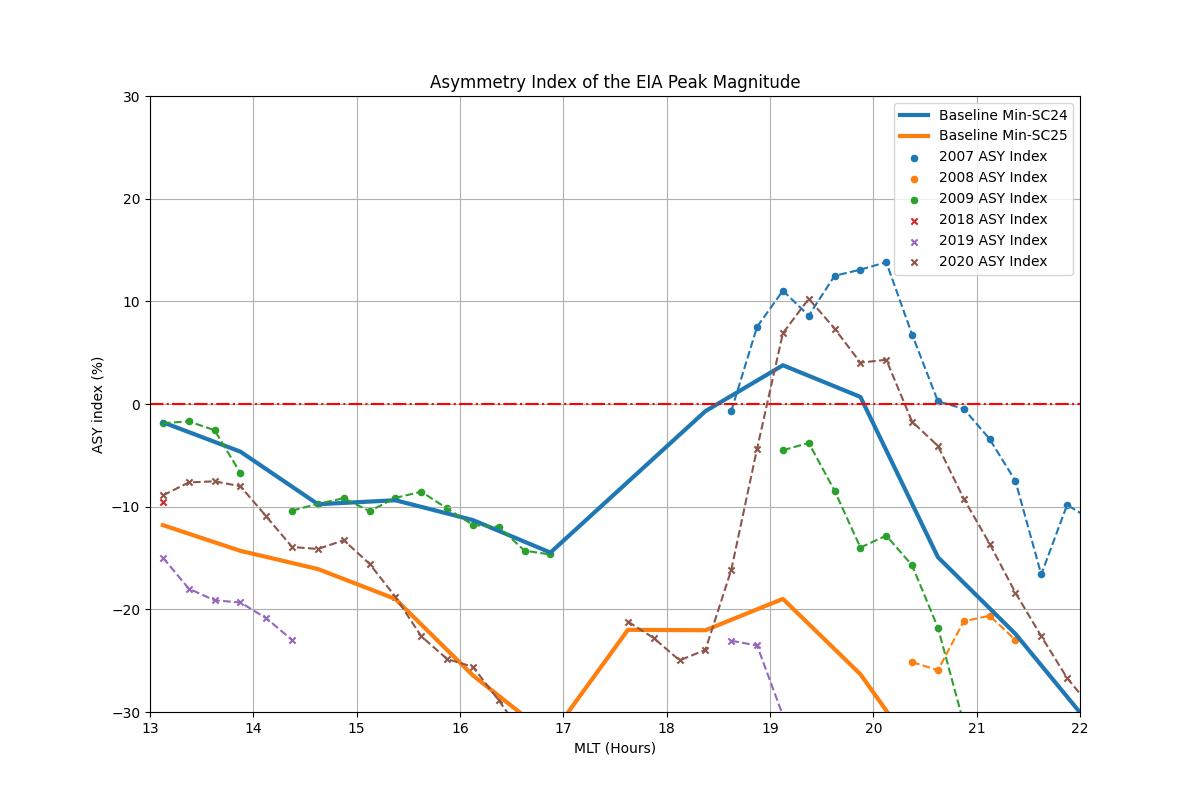 Asymmetry Index of the EIA Peak Magnitude
30
20
10
0
−10
−20
−30
ASY index (%)
Baseline Min-SC24
Baseline Min-SC25
2007 ASY Index
2008 ASY Index
2009 ASY Index
2018 ASY Index
2019 ASY Index
2020 ASY Index
13 14 15 16 17 18 19 20 21 22
MLT (Hours)